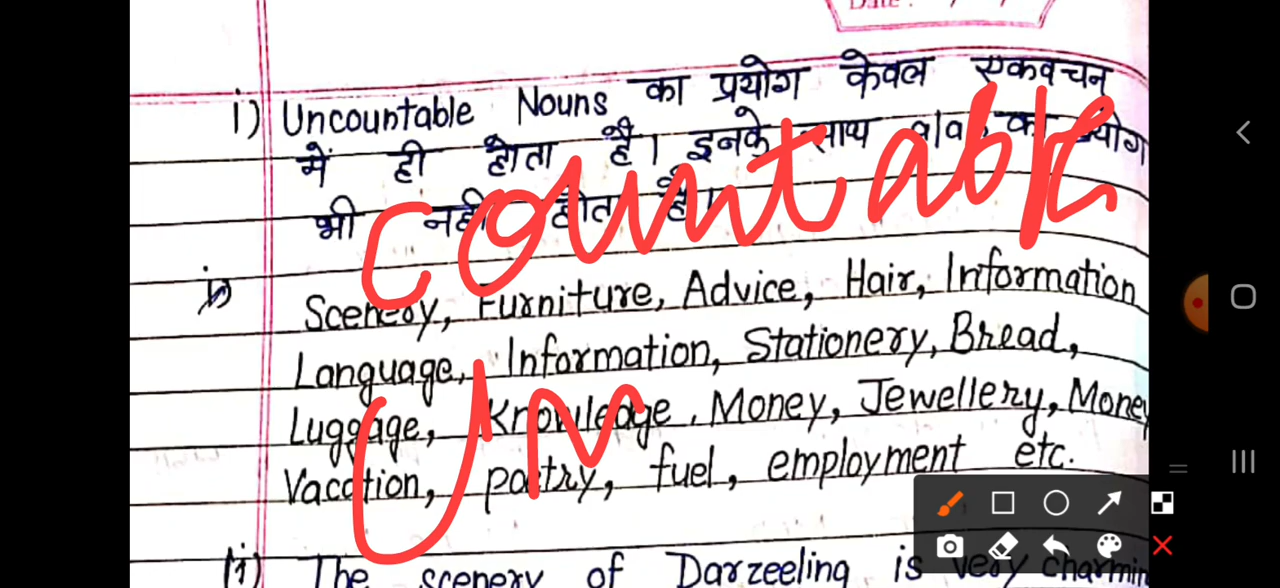 Date :
i) Uncountable Nouns का प्रयोग केवल एकवचन
में ही होता है। इनके साथ a/an का प्रयोग
भी नहीं होता है।
countable
Scenery, Furniture, Advice, Hair, Information
Language, Information, Stationery, Bread,
Luggage, Knowledge, Money, Jewellery, Money
Vacation, poetry, fuel, employment etc.
Un
The scenery of Darzeeling is very charmin